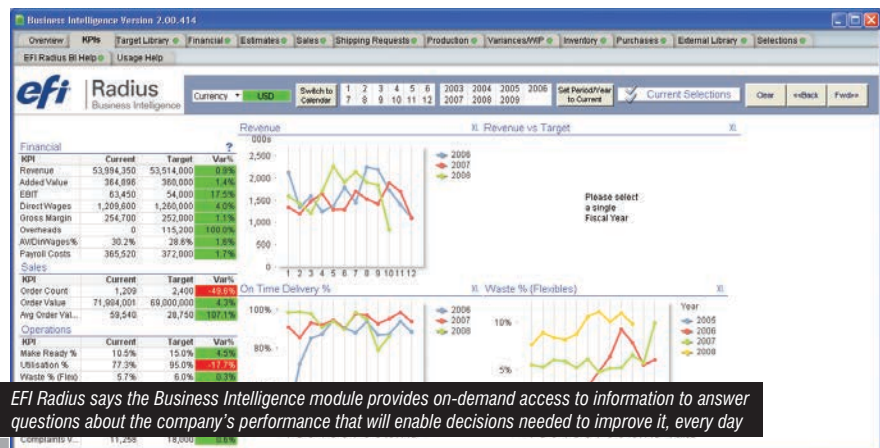 Business Intelligence Version 2.00.414
Overview KPIs Target Library Financial Estimates Sales Shipping Requests Production Variances/WIP Inventory Purchases External Library Selections
EFI Radius BI Help Usage Help
efi Radius
Business Intelligence
Currency USD
Switch to Calendar
1 2 3 4 5 6
7 8 9 10 11 12
2003 2004 2005 2006
2007 2008 2009
Set Period/Year to Current
Current Selections
Clear <<Back Fwd>>
Financial ?
KPI Current Target Var%
Revenue 53,994,350 53,514,000 0.9%
Added Value 364,896 360,000 1.4%
EBIT 63,450 54,000 17.5%
Direct Wages 1,209,600 1,260,000 4.0%
Gross Margin 254,700 252,000 1.1%
Overheads 0 115,200 100.0%
AV/DirWages% 30.2% 28.6% 1.6%
Payroll Costs 365,520 372,000 1.7%
Sales
KPI Current Target Var%
Order Count 1,209 2,400 -49.6%
Order Value 71,984,001 69,000,000 4.3%
Avg Order Val... 59,540 28,750 107.1%
Operations
KPI Current Target Var%
Make Ready % 10.5% 15.0% 4.5%
Utilisation % 77.3% 95.0% -17.7%
Waste % (Flex) 5.7% 6.0% 0.3%
Complaints V... 11,256 18,000
Revenue XL
000s
2,500
2,000
1,500
1,000
500
0
1 2 3 4 5 6 7 8 9 10 11 12
2006
2007
2008
Revenue vs Target XL
Please select
a single
Fiscal Year
On Time Delivery % XL
100%
80%
2006
2007
2008
Waste % (Flexibles) XL
10%
5%
Year
2005
2006
2007
2008
EFI Radius says the Business Intelligence module provides on-demand access to information to answer
questions about the company's performance that will enable decisions needed to improve it, every day